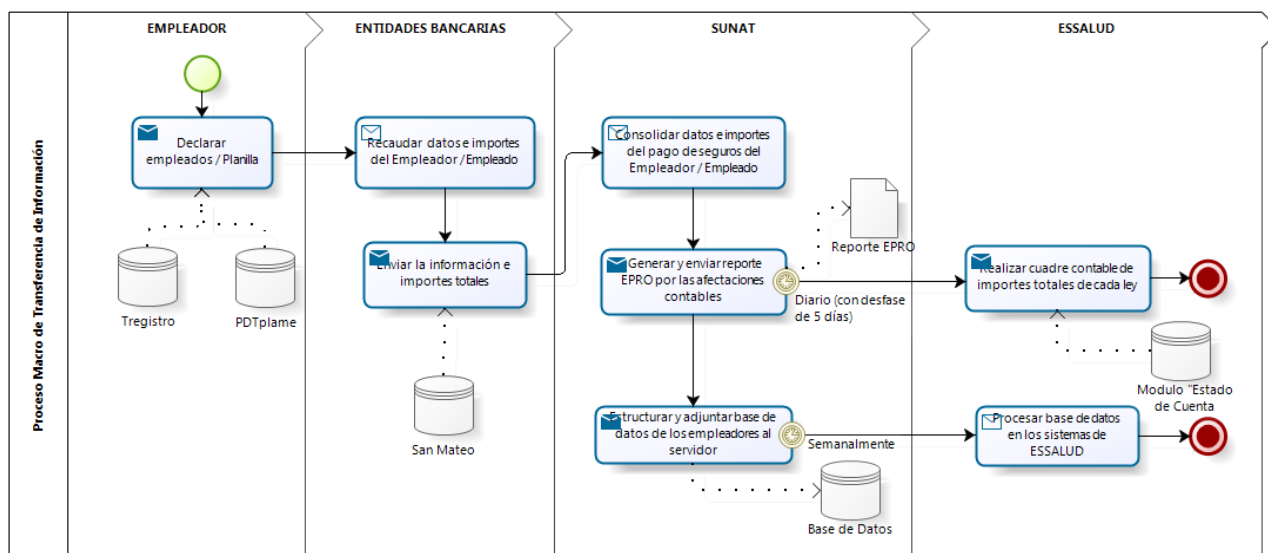 Proceso Macro de Transferencia de Información
EMPLEADOR
ENTIDADES BANCARIAS
SUNAT
ESSALUD
Declarar
empleados / Planilla
Tregistro
PDTplame
Recaudar datos e importes
del Empleador / Empleado
Enviar la información e
importes totales
San Mateo
Consolidar datos e importes
del pago de seguros del
Empleador / Empleado
Reporte EPRO
Generar y enviar reporte
EPRO por las afectaciones
contables
Diario (con desfase
de 5 días)
Estructurar y adjuntar base de
datos de los empleadores al
servidor
Semanalmente
Base de Datos
Realizar cuadre contable de
importes totales de cada ley
Modulo "Estado
de Cuenta
Procesar base de datos
en los sistemas de
ESSALUD